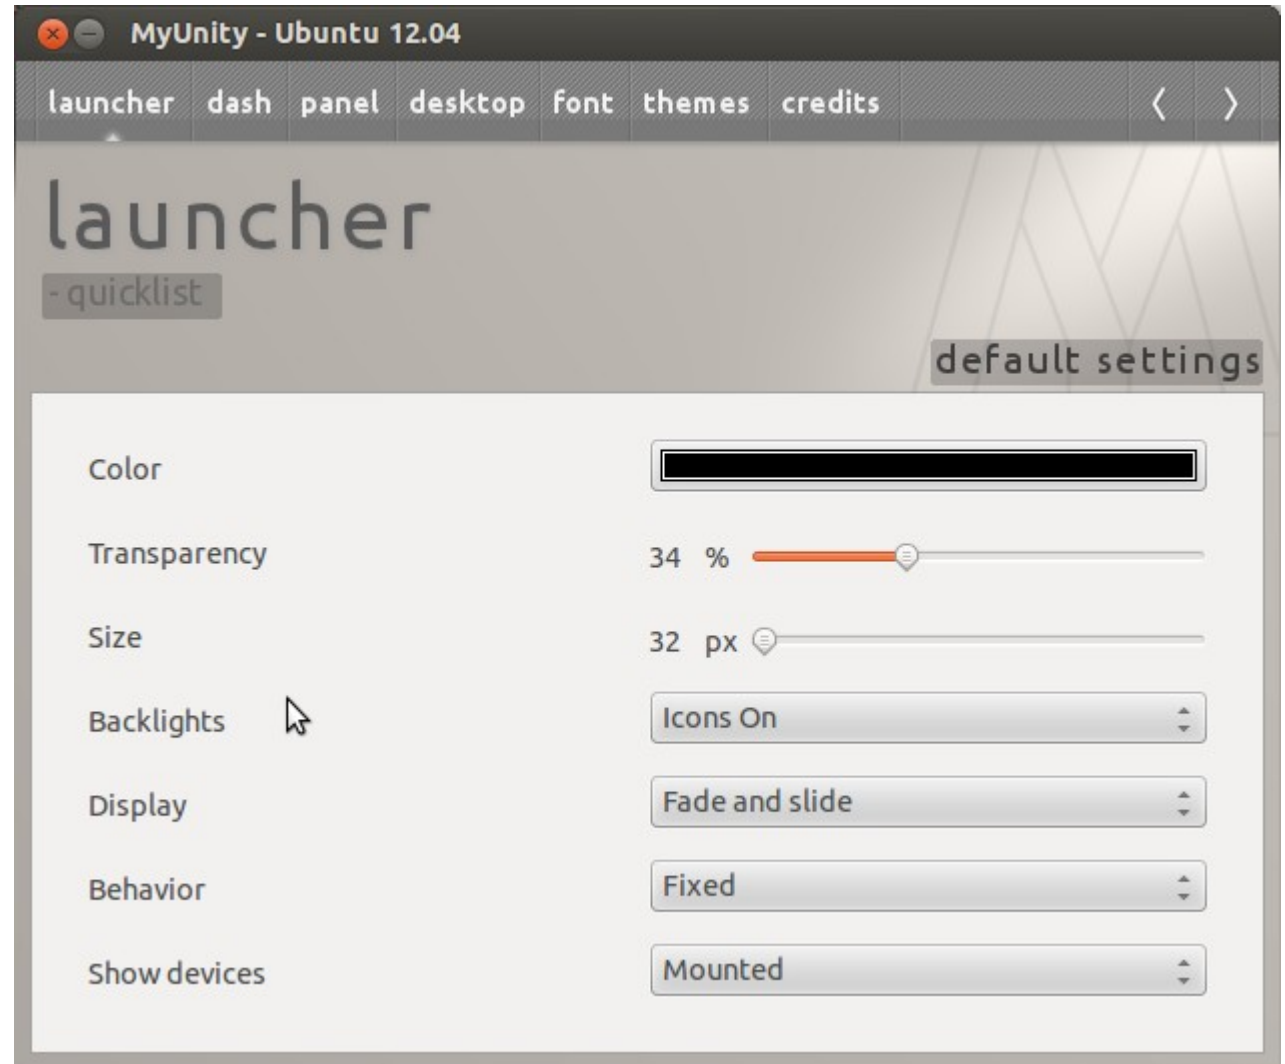 MyUnity - Ubuntu 12.04
launcher dash panel desktop font themes credits
launcher
- quicklist
default settings
Color
Transparency 34 %
Size 32 px
Backlights Icons On
Display Fade and slide
Behavior Fixed
Show devices Mounted